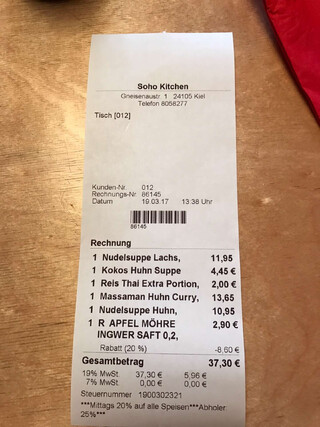 Soho Kitchen
Gneisenaustr. 1 24105 Kiel
Telefon 8058277
Tisch [012]
Kunden-Nr. 012
Rechnungs-Nr. 86145
Datum 19.03.17 13:38 Uhr
86145
Rechnung
1 Nudelsuppe Lachs, 11,95
1 Kokos Huhn Suppe 4,45 €
1 Reis Thai Extra Portion, 2,00 €
1 Massaman Huhn Curry, 13,65
1 Nudelsuppe Huhn, 10,95
1 R APFEL MÖHRE 2,90 €
INGWER SAFT 0,2,
Rabatt (20 %) -8,60 €
Gesamtbetrag 37,30 €
19% MwSt. 37,30 € 5,96 €
7% MwSt. 0,00 € 0,00 €
Steuernummer 1900302321
***Mittags 20% auf alle Speisen***Abholer
25%***